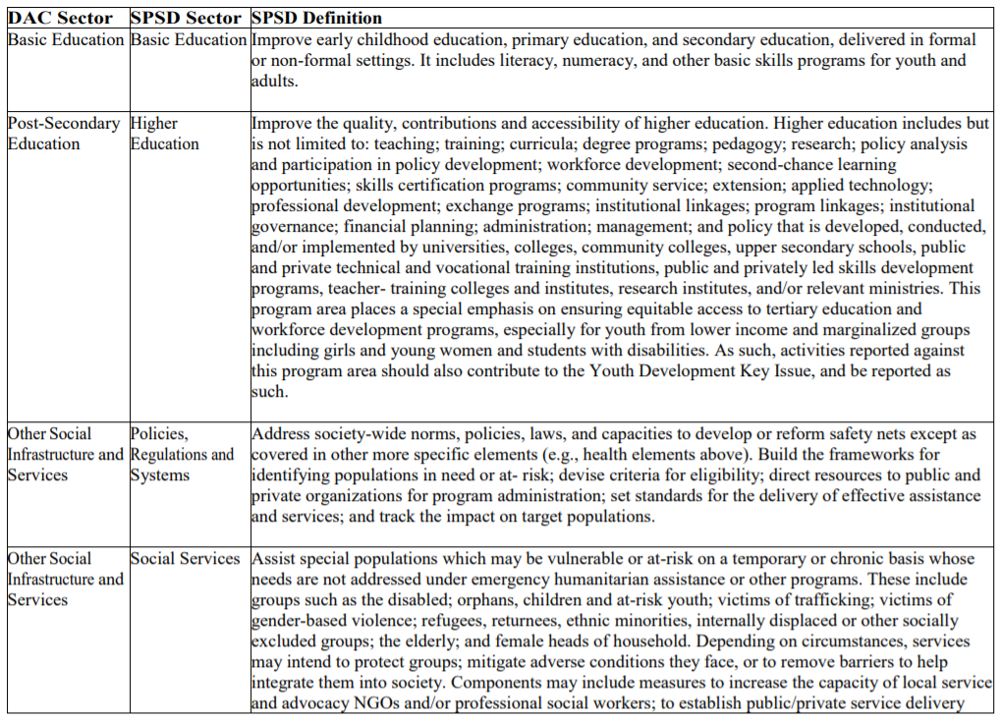 DAC Sector SPSD Sector SPSD Definition
Basic Education Basic Education Improve early childhood education, primary education, and secondary education, delivered in formal
or non-formal settings. It includes literacy, numeracy, and other basic skills programs for youth and
adults.
Post-Secondary Higher Improve the quality, contributions and accessibility of higher education. Higher education includes but
Education Education is not limited to: teaching; training; curricula; degree programs; pedagogy; research; policy analysis
and participation in policy development; workforce development; second-chance learning
opportunities; skills certification programs; community service; extension; applied technology;
professional development; exchange programs; institutional linkages; program linkages; institutional
governance; financial planning; administration; management; and policy that is developed, conducted,
and/or implemented by universities, colleges, community colleges, upper secondary schools, public
and private technical and vocational training institutions, public and privately led skills development
programs, teacher- training colleges and institutes, research institutes, and/or relevant ministries. This
program area places a special emphasis on ensuring equitable access to tertiary education and
workforce development programs, especially for youth from lower income and marginalized groups
including girls and young women and students with disabilities. As such, activities reported against
this program area should also contribute to the Youth Development Key Issue, and be reported as
such.
Other Social Policies, Address society-wide norms, policies, laws, and capacities to develop or reform safety nets except as
Infrastructure and Regulations and covered in other more specific elements (e.g., health elements above). Build the frameworks for
Services Systems identifying populations in need or at- risk; devise criteria for eligibility; direct resources to public and
private organizations for program administration; set standards for the delivery of effective assistance
and services; and track the impact on target populations.
Other Social Social Services Assist special populations which may be vulnerable or at-risk on a temporary or chronic basis whose
Infrastructure and needs are not addressed under emergency humanitarian assistance or other programs. These include
Services groups such as the disabled; orphans, children and at-risk youth; victims of trafficking; victims of
gender-based violence; refugees, returnees, ethnic minorities, internally displaced or other socially
excluded groups; the elderly; and female heads of household. Depending on circumstances, services
may intend to protect groups; mitigate adverse conditions they face, or to remove barriers to help
integrate them into society. Components may include measures to increase the capacity of local service
and advocacy NGOs and/or professional social workers; to establish public/private service delivery